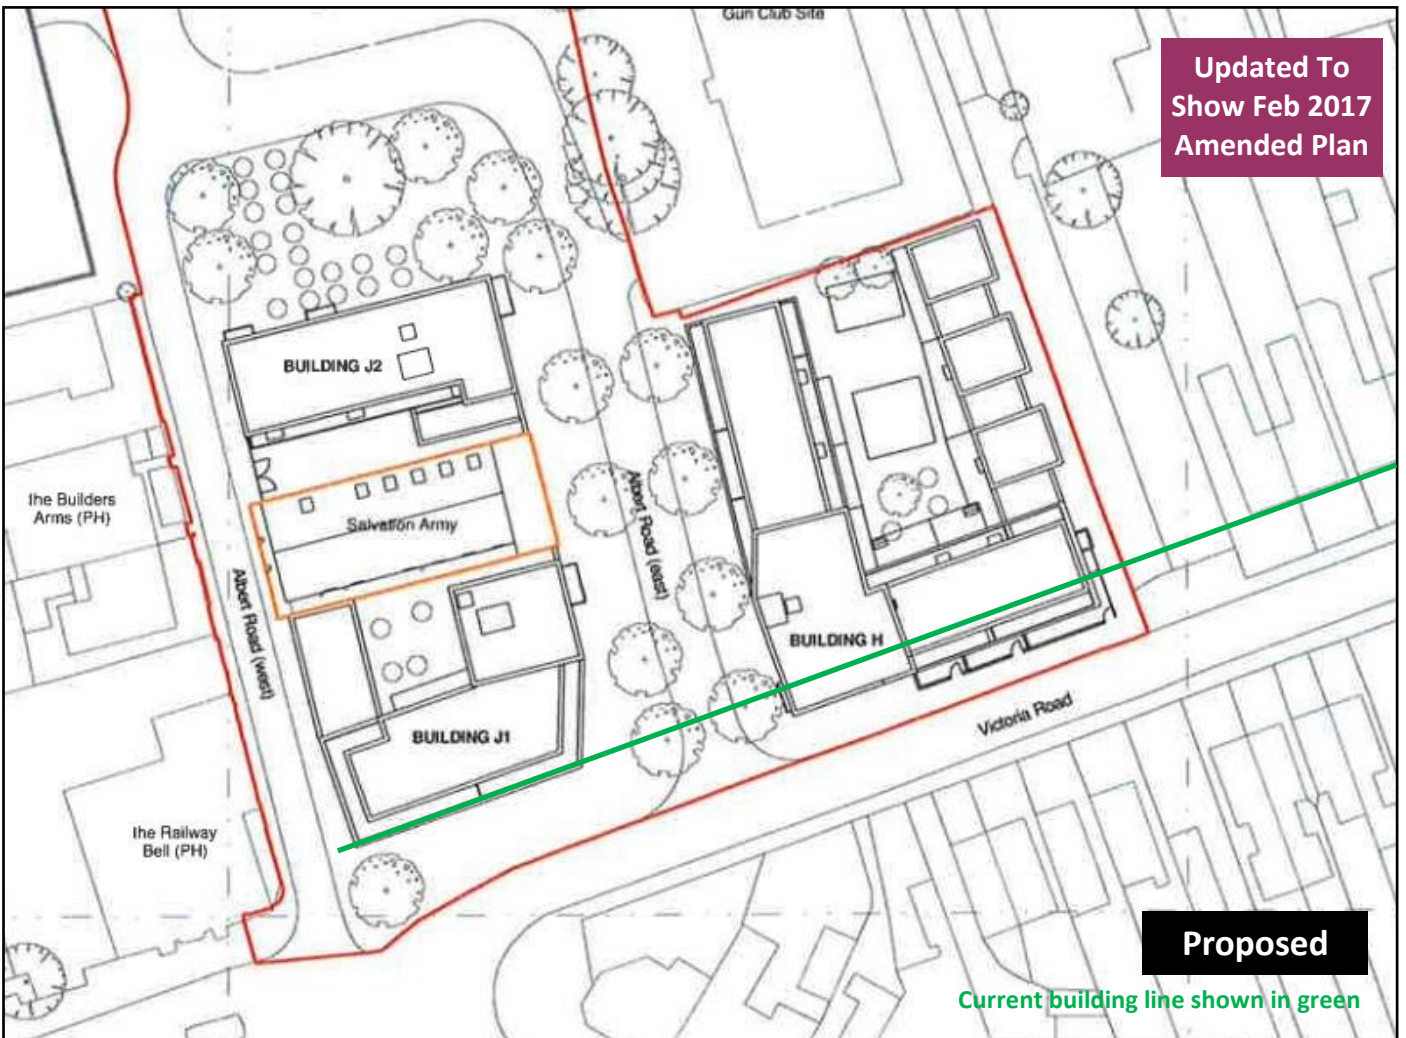 Gun Club Site
Updated To
Show Feb 2017
Amended Plan
BUILDING J2
the Builders
Arms (PH)
Salvation Army
Albert Road (east)
Albert Road (west)
BUILDING H
BUILDING J1
Victoria Road
the Railway
Bell (PH)
Proposed
Current building line shown in green